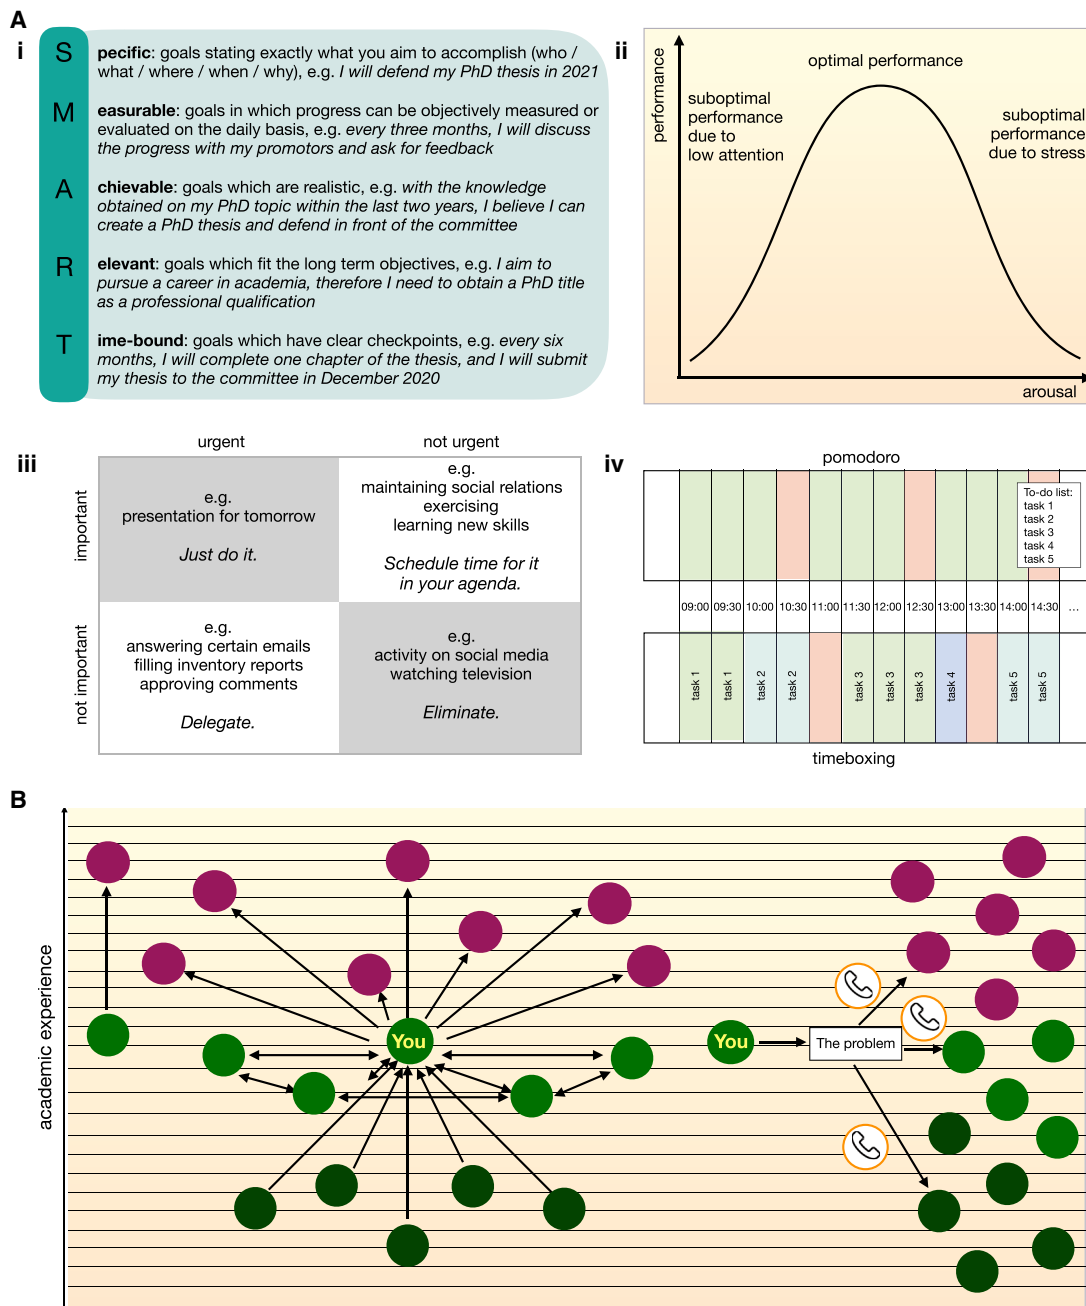 A
i
S
pecific: goals stating exactly what you aim to accomplish (who /
what / where / when / why), e.g. I will defend my PhD thesis in 2021
M
easurable: goals in which progress can be objectively measured or
evaluated on the daily basis, e.g. every three months, I will discuss
the progress with my promotors and ask for feedback
A
chievable: goals which are realistic, e.g. with the knowledge
obtained on my PhD topic within the last two years, I believe I can
create a PhD thesis and defend in front of the committee
R
elevant: goals which fit the long term objectives, e.g. I aim to
pursue a career in academia, therefore I need to obtain a PhD title
as a professional qualification
T
ime-bound: goals which have clear checkpoints, e.g. every six
months, I will complete one chapter of the thesis, and I will submit
my thesis to the committee in December 2020
ii
performance
optimal performance
suboptimal
performance
due to
low attention
suboptimal
performance
due to stress
arousal
iii
urgent
not urgent
important
e.g.
presentation for tomorrow
Just do it.
e.g.
maintaining social relations
exercising
learning new skills
Schedule time for it
in your agenda.
not important
e.g.
answering certain emails
filling inventory reports
approving comments
Delegate.
e.g.
activity on social media
watching television
Eliminate.
iv
pomodoro
To-do list:
task 1
task 2
task 3
task 4
task 5
09:00 09:30 10:00 10:30 11:00 11:30 12:00 12:30 13:00 13:30 14:00 14:30 ...
task 1
task 1
task 2
task 2
task 3
task 3
task 3
task 4
task 5
task 5
timeboxing
B
academic experience
You
You
The problem